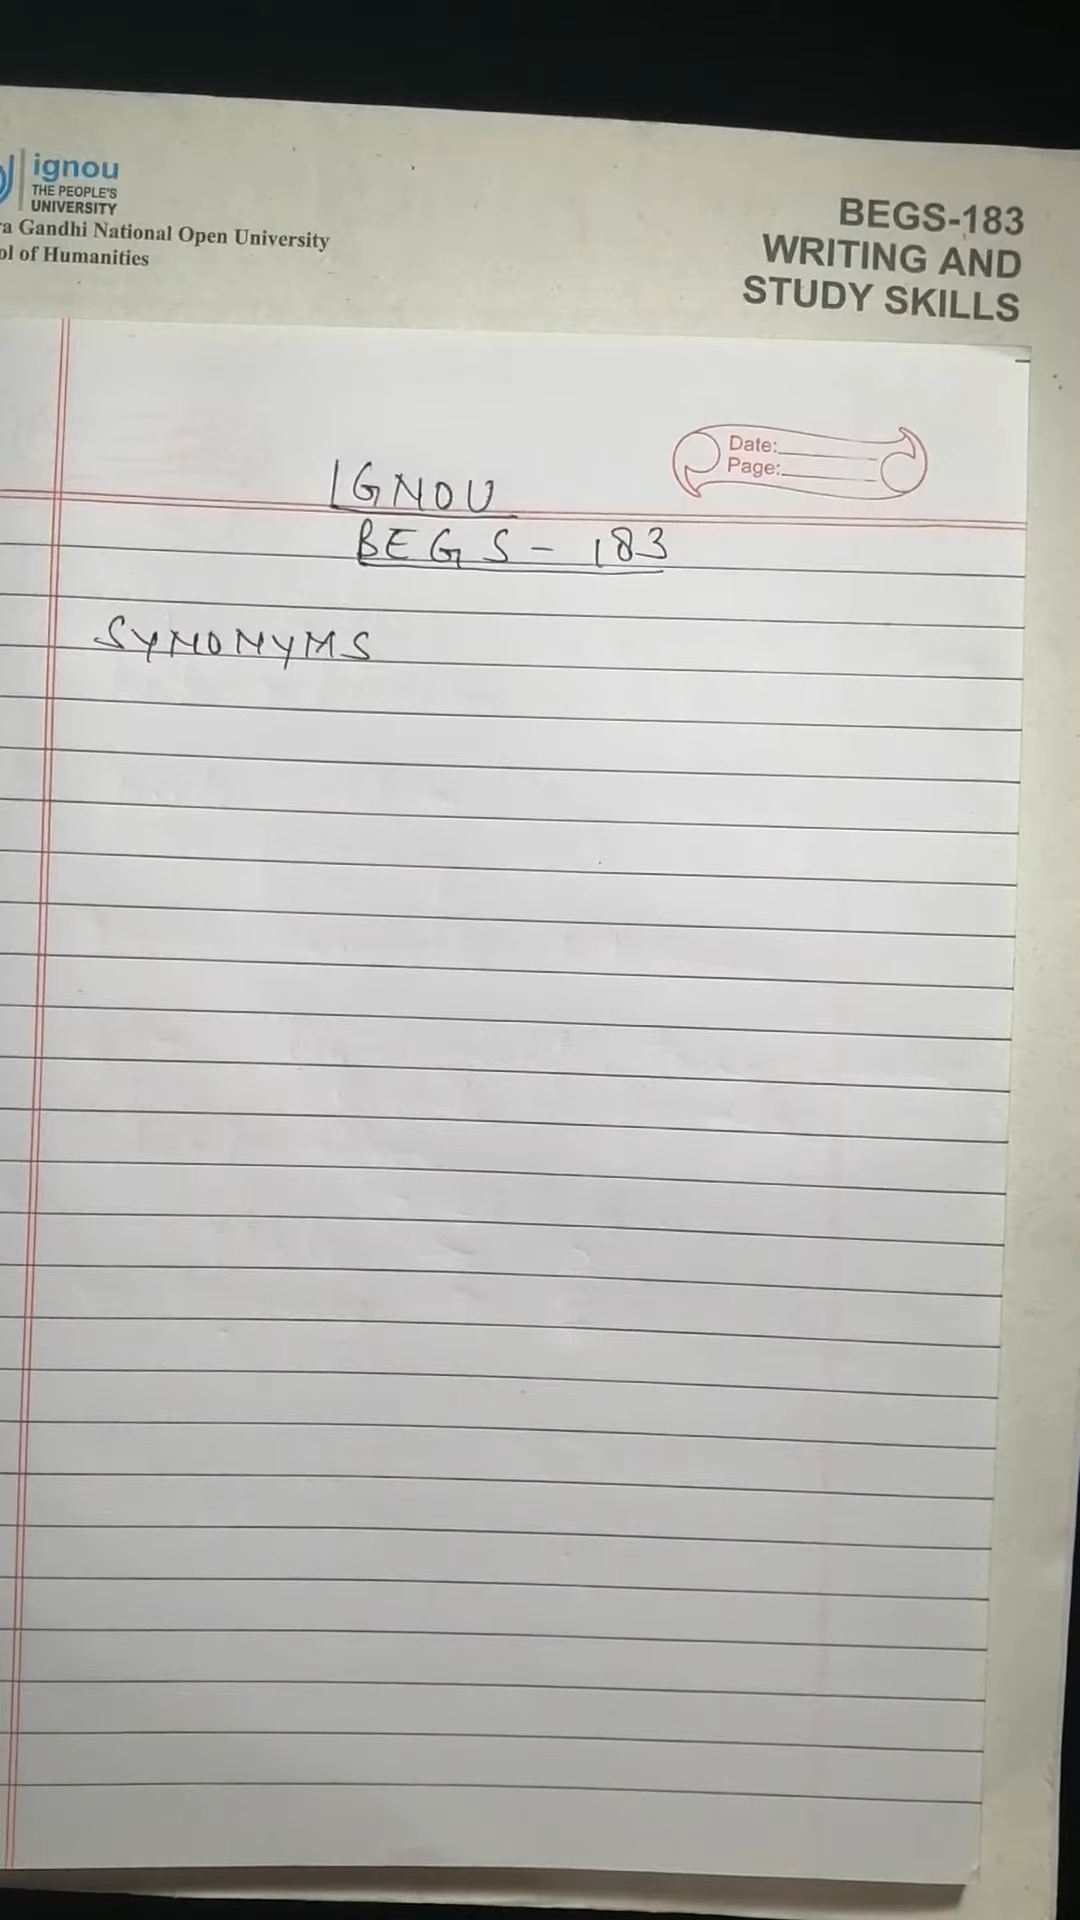 ignou
THE PEOPLE'S
UNIVERSITY
a Gandhi National Open University
ol of Humanities
BEGS-183
WRITING AND
STUDY SKILLS
Date:
Page:
IGNOU
BEGS - 183
SYNONYMS